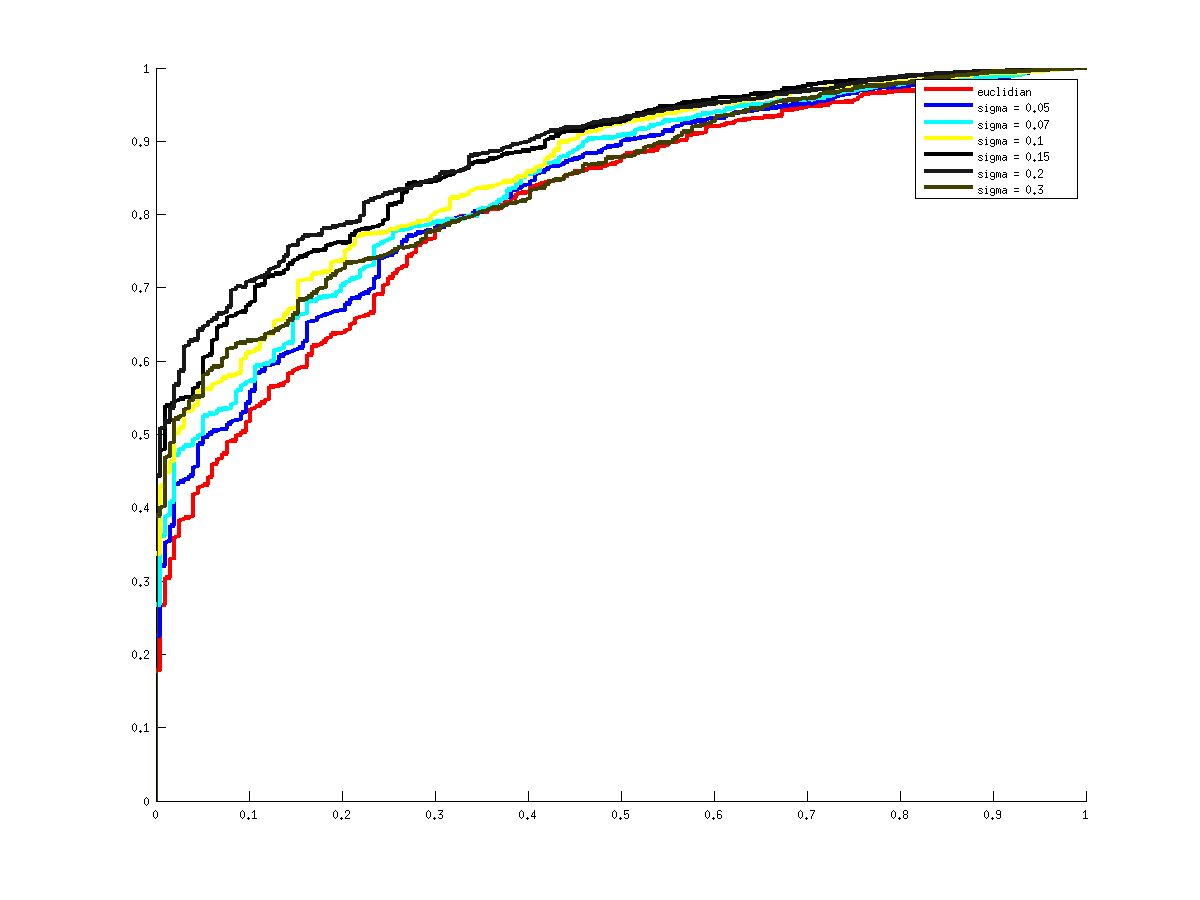 1
0.9
0.8
0.7
0.6
0.5
0.4
0.3
0.2
0.1
0
euclidian
sigma = 0.05
sigma = 0.07
sigma = 0.1
sigma = 0.15
sigma = 0.2
sigma = 0.3
0 0.1 0.2 0.3 0.4 0.5 0.6 0.7 0.8 0.9 1